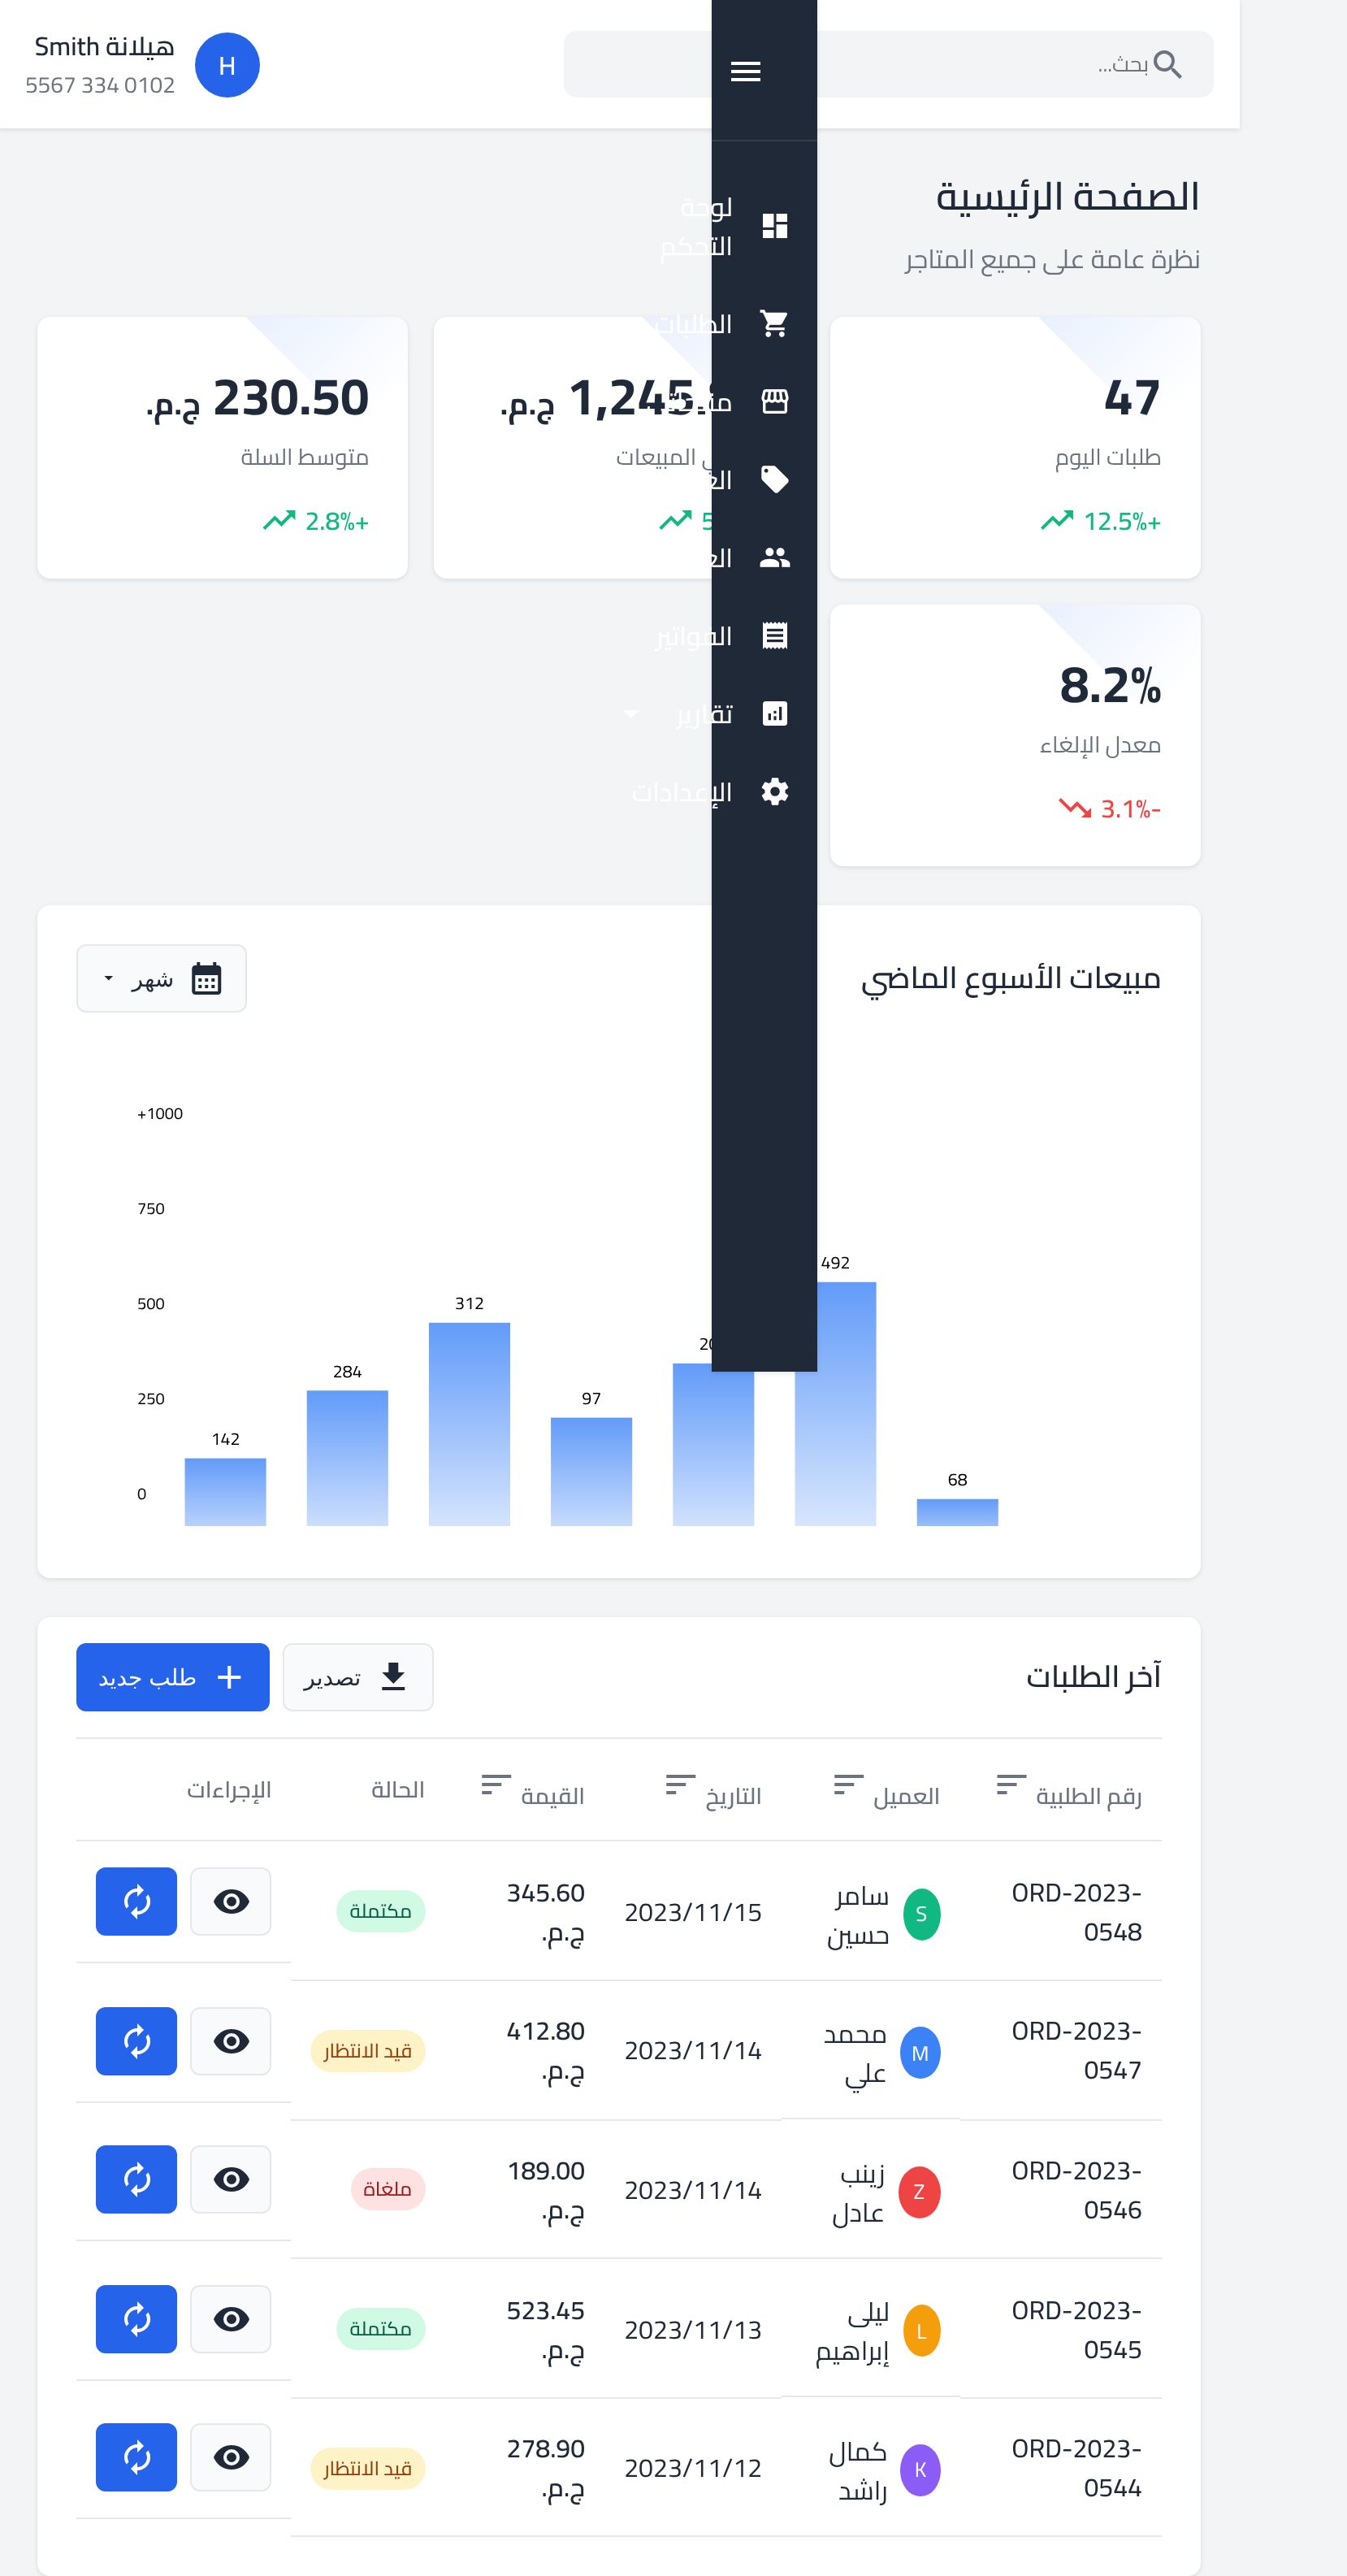 بحث...
H
هيلانة Smith
0102 334 5567
لوحة
التحكم
الطلبات
الفواتير
تقارير
الإعدادات
الصفحة الرئيسية
نظرة عامة على جميع المتاجر
47
طلبات اليوم
+12.5%
ج.م.
المبيعات
230.50 ج.م.
متوسط السلة
+2.8%
8.2%
معدل الإلغاء
-3.1%
مبيعات الأسبوع الماضي
شهر
+1000
750
500
250
0
142
284
312
97
492
68
آخر الطلبات
تصدير
طلب جديد
رقم الطلبية العميل التاريخ القيمة الحالة الإجراءات
ORD-2023-
0548
S
سامر
حسين
2023/11/15
345.60
ج.م.
مكتملة
ORD-2023-
0547
M
محمد
علي
2023/11/14
412.80
ج.م.
قيد الانتظار
ORD-2023-
0546
Z
زينب
عادل
2023/11/14
189.00
ج.م.
ملغاة
ORD-2023-
0545
L
ليلى
إبراهيم
2023/11/13
523.45
ج.م.
مكتملة
ORD-2023-
0544
K
كمال
راشد
2023/11/12
278.90
ج.م.
قيد الانتظار